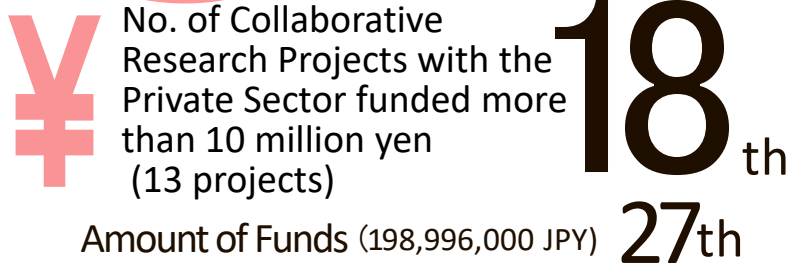 ¥
No. of Collaborative
Research Projects with the
Private Sector funded more
than 10 million yen
(13 projects)
18th
Amount of Funds (198,996,000 JPY) 27th